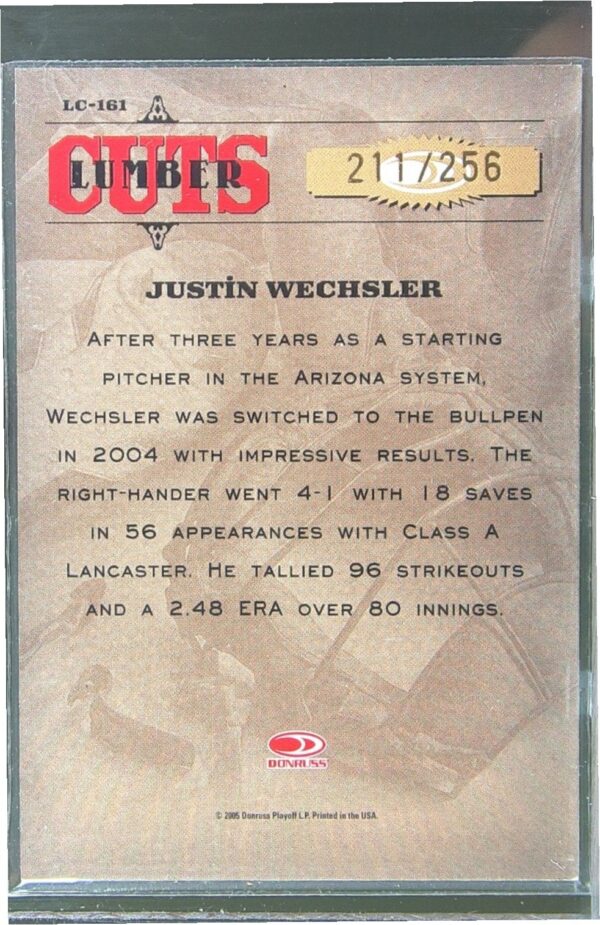 LC-161
CUTS
LUMBER
211/256
JUSTIN WECHSLER
AFTER THREE YEARS AS A STARTING
PITCHER IN THE ARIZONA SYSTEM,
WECHSLER WAS SWITCHED TO THE BULLPEN
IN 2004 WITH IMPRESSIVE RESULTS. THE
RIGHT-HANDER WENT 4-1 WITH 18 SAVES
IN 56 APPEARANCES WITH CLASS A
LANCASTER. HE TALLIED 96 STRIKEOUTS
AND A 2.48 ERA OVER 80 INNINGS.
DONRUSS
© 2005 Donruss Playoff L.P. Printed in the USA.